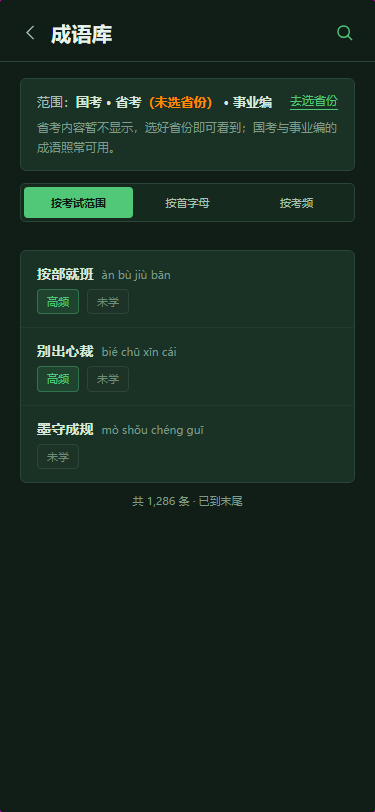 成语库
范围：国考 • 省考（未选省份） • 事业编 去选省份
省考内容暂不显示，选好省份即可看到；国考与事业编的
成语照常可用。
按考试范围 按首字母 按考频
按部就班 àn bù jiù bān
高频 未学
别出心裁 bié chū xīn cái
高频 未学
墨守成规 mò shǒu chéng guī
未学
共 1,286 条 · 已到末尾